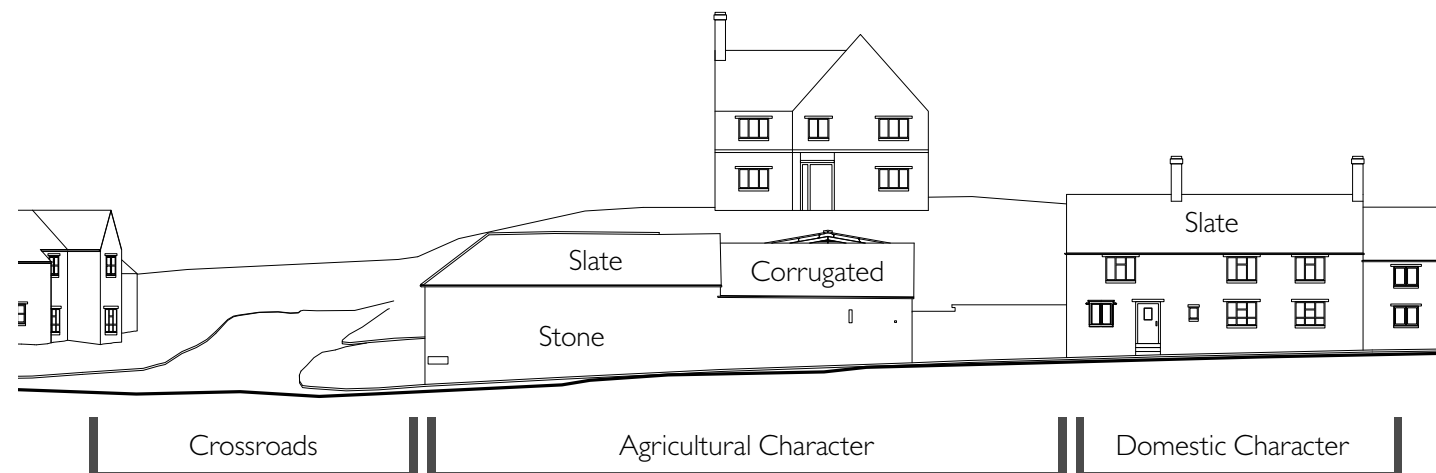 Slate
Slate
Corrugated
Stone
Crossroads
Agricultural Character
Domestic Character